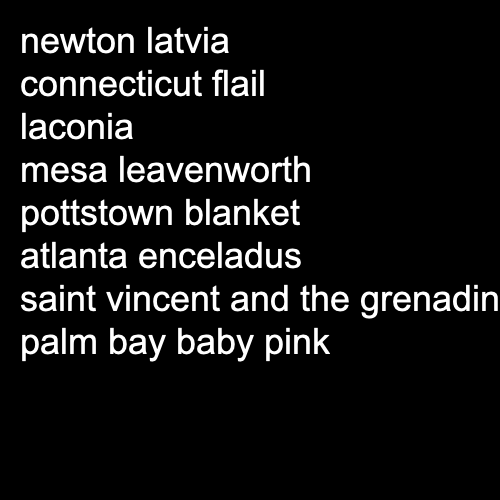 newton latvia
connecticut flail
laconia
mesa leavenworth
pottstown blanket
atlanta enceladus
saint vincent and the grenadin
palm bay baby pink